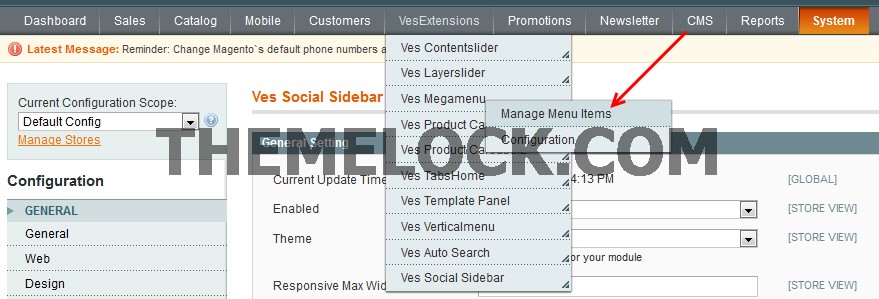 Dashboard Sales Catalog Mobile Customers VesExtensions Promotions Newsletter CMS Reports System
Latest Message: Reminder: Change Magento`s default phone numbers a
Current Configuration Scope:
Default Config
Manage Stores
Configuration
GENERAL
General
Web
Design
Ves Contentslider
Ves Layerslider
Ves Megamenu
Ves Product Ca
Ves Product Ca
Ves TabsHome
Ves Template Panel
Ves Verticalmenu
Ves Auto Search
Ves Social Sidebar
Manage Menu Items
Configuration
Ves Social Sidebar
General Setting
Current Update Time 4:13 PM [GLOBAL]
Enabled [STORE VIEW]
Theme [STORE VIEW]
or your module
Responsive Max Wid [STORE VIEW]
THEMELOCK.COM